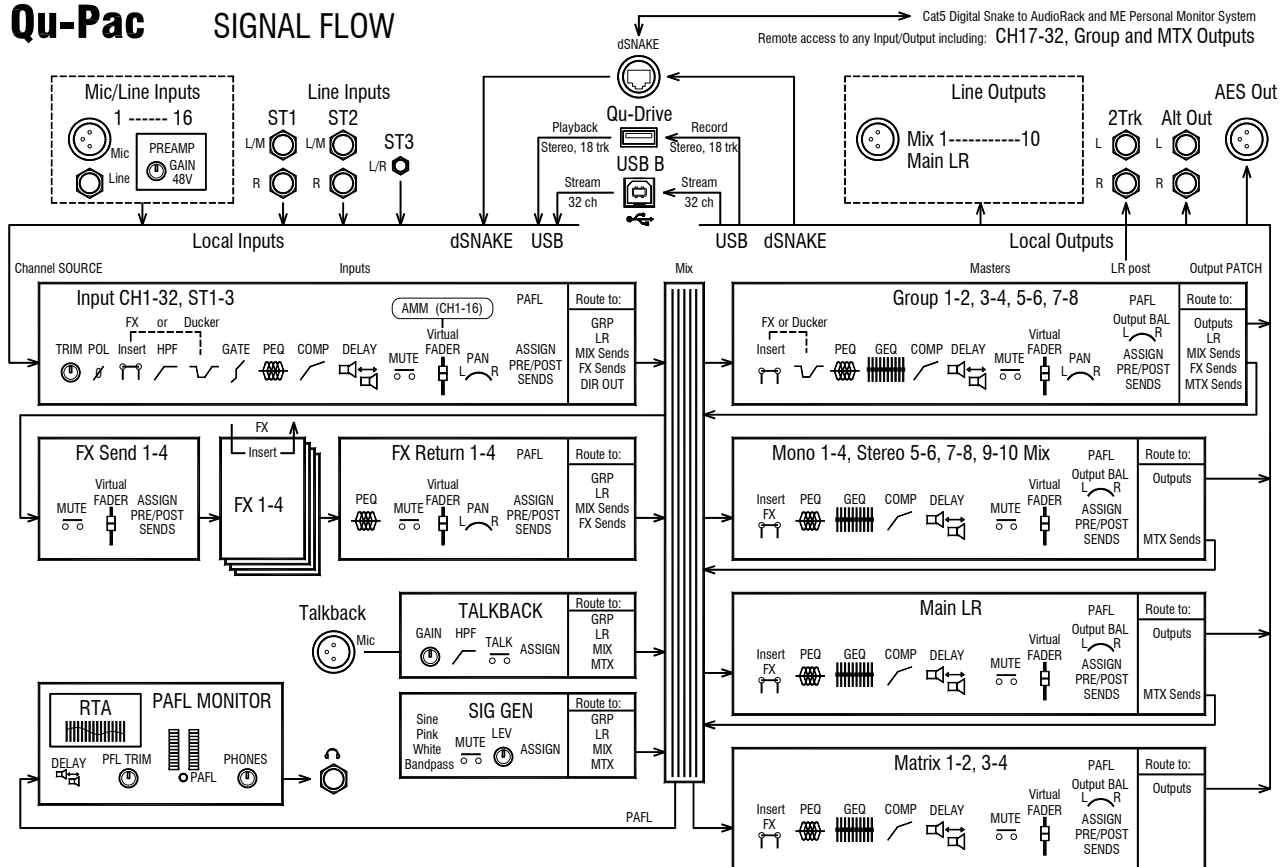 Qu-Pac SIGNAL FLOW
Cat5 Digital Snake to AudioRack and ME Personal Monitor System
Remote access to any Input/Output including: CH17-32, Group and MTX Outputs
dSNAKE
Mic/Line Inputs
1 ------ 16
Mic
Line
PREAMP
GAIN
48V
Line Inputs
ST1
L/M
R
ST2
L/M
R
ST3
L/R
Qu-Drive
Playback
Stereo, 18 trk
Record
Stereo, 18 trk
USB B
Stream
32 ch
Stream
32 ch
Line Outputs
Mix 1-----------10
Main LR
2Trk
L
R
Alt Out
L
R
AES Out
Local Inputs
dSNAKE USB
USB dSNAKE
Local Outputs
Channel SOURCE
Inputs
Mix
Masters
LR post
Output PATCH
Input CH1-32, ST1-3
AMM (CH1-16)
PAFL
FX or Ducker
TRIM POL Insert HPF GATE PEQ COMP DELAY MUTE
Virtual
FADER
PAN
L R
ASSIGN
PRE/POST
SENDS
Route to:
GRP
LR
MIX Sends
FX Sends
DIR OUT
Group 1-2, 3-4, 5-6, 7-8
PAFL
Output BAL
L R
FX or Ducker
Insert PEQ GEQ COMP DELAY MUTE
Virtual
FADER
PAN
L R
ASSIGN
PRE/POST
SENDS
Route to:
Outputs
LR
MIX Sends
FX Sends
MTX Sends
FX Send 1-4
MUTE
Virtual
FADER
ASSIGN
PRE/POST
SENDS
FX
Insert
FX 1-4
FX Return 1-4
PAFL
PEQ
MUTE
Virtual
FADER
PAN
L R
ASSIGN
PRE/POST
SENDS
Route to:
GRP
LR
MIX Sends
FX Sends
Mono 1-4, Stereo 5-6, 7-8, 9-10 Mix
PAFL
Output BAL
L R
Insert
FX
PEQ GEQ COMP DELAY
MUTE
Virtual
FADER
ASSIGN
PRE/POST
SENDS
Route to:
Outputs
MTX Sends
Talkback
Mic
TALKBACK
GAIN HPF TALK ASSIGN
Route to:
GRP
LR
MIX
MTX
Main LR
PAFL
Output BAL
L R
Insert
FX
PEQ GEQ COMP DELAY
MUTE
Virtual
FADER
ASSIGN
PRE/POST
SENDS
Route to:
Outputs
MTX Sends
PAFL MONITOR
RTA
DELAY
PFL TRIM
PAFL
PHONES
SIG GEN
Sine
Pink
White
Bandpass
MUTE
LEV
ASSIGN
Route to:
GRP
LR
MIX
MTX
PAFL
Matrix 1-2, 3-4
PAFL
Output BAL
L R
Insert
FX
PEQ GEQ COMP DELAY
MUTE
Virtual
FADER
ASSIGN
PRE/POST
SENDS
Route to:
Outputs